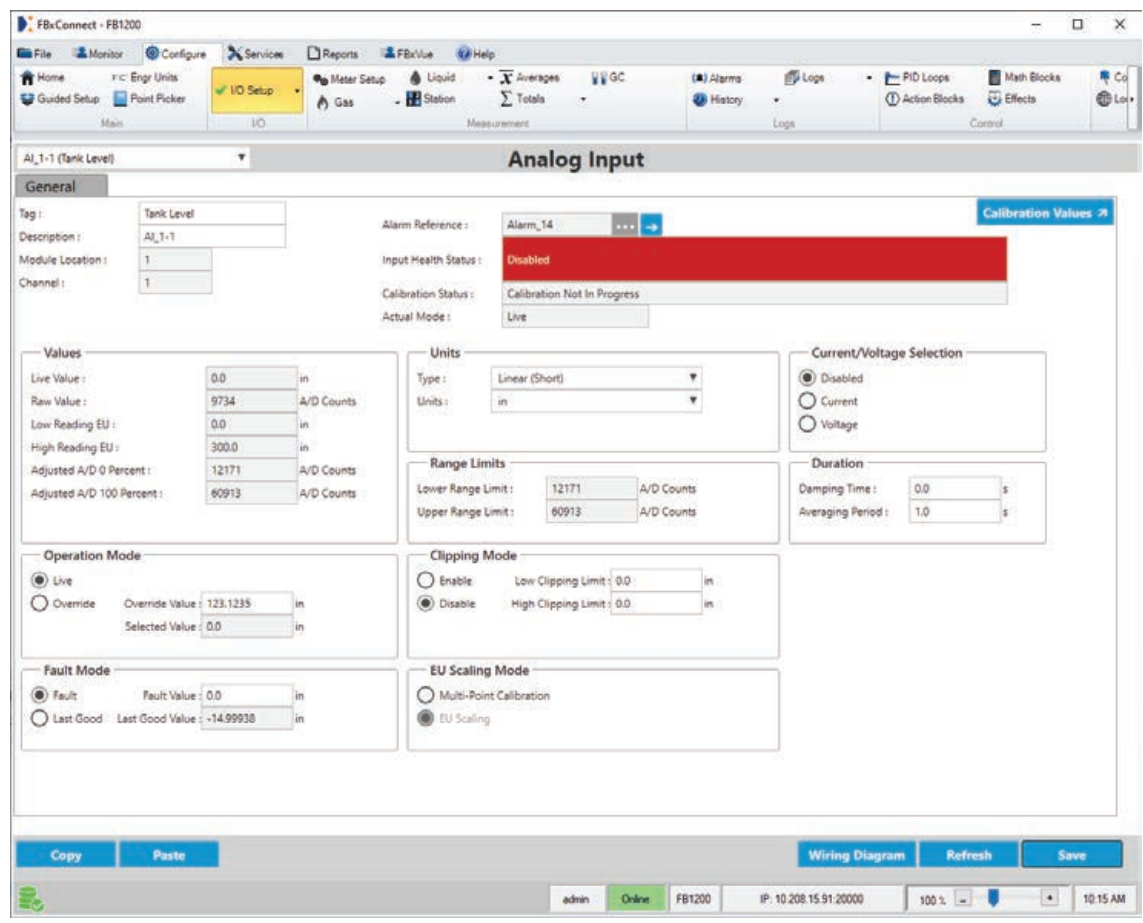 FBxConnect - FB1200
File Monitor Configure Services Reports FBxVue Help
Home Engr Units I/O Setup Meter Setup Liquid Averages GC Alarms Logs PID Loops Math Blocks Co
Guided Setup Point Picker Gas Station Totals History Action Blocks Effects Lo
Main I/O Measurement Logs Control
AI_1-1 (Tank Level) Analog Input
General
Calibration Values
Tag : Tank Level
Description : AI_1-1
Module Location : 1
Channel : 1
Alarm Reference : Alarm_14 ...
Input Health Status : Disabled
Calibration Status : Calibration Not In Progress
Actual Mode : Live
Values
Live Value : 0.0 in
Raw Value : 9734 A/D Counts
Low Reading EU : 0.0 in
High Reading EU : 300.0 in
Adjusted A/D 0 Percent : 12171 A/D Counts
Adjusted A/D 100 Percent : 60913 A/D Counts
Units
Type : Linear (Short)
Units : in
Current/Voltage Selection
Disabled
Current
Voltage
Range Limits
Lower Range Limit : 12171 A/D Counts
Upper Range Limit : 60913 A/D Counts
Duration
Damping Time : 0.0 s
Averaging Period : 1.0 s
Operation Mode
Live
Override Override Value : 123.1235 in
Selected Value : 0.0 in
Clipping Mode
Enable Low Clipping Limit : 0.0 in
Disable High Clipping Limit : 0.0 in
Fault Mode
Fault Fault Value : 0.0 in
Last Good Last Good Value : -14.99938 in
EU Scaling Mode
Multi-Point Calibration
EU Scaling
Copy Paste Wiring Diagram Refresh Save
admin Online FB1200 IP: 10.208.15.91:20000 100 % - + 10:15 AM